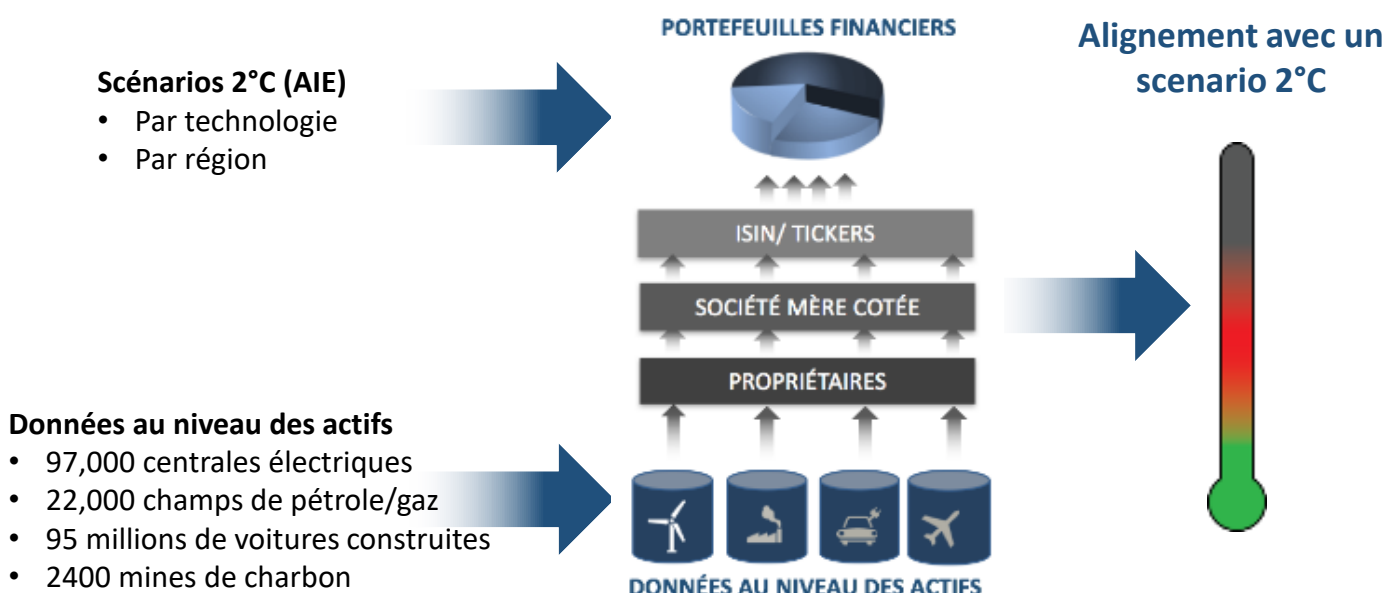 PORTEFEUILLES FINANCIERS
Alignement avec un
scenario 2°C
Scénarios 2°C (AIE)
• Par technologie
• Par région
ISIN/ TICKERS
SOCIÉTÉ MÈRE COTÉE
PROPRIÉTAIRES
Données au niveau des actifs
• 97,000 centrales électriques
• 22,000 champs de pétrole/gaz
• 95 millions de voitures construites
• 2400 mines de charbon
DONNÉES AU NIVEAU DES ACTIFS